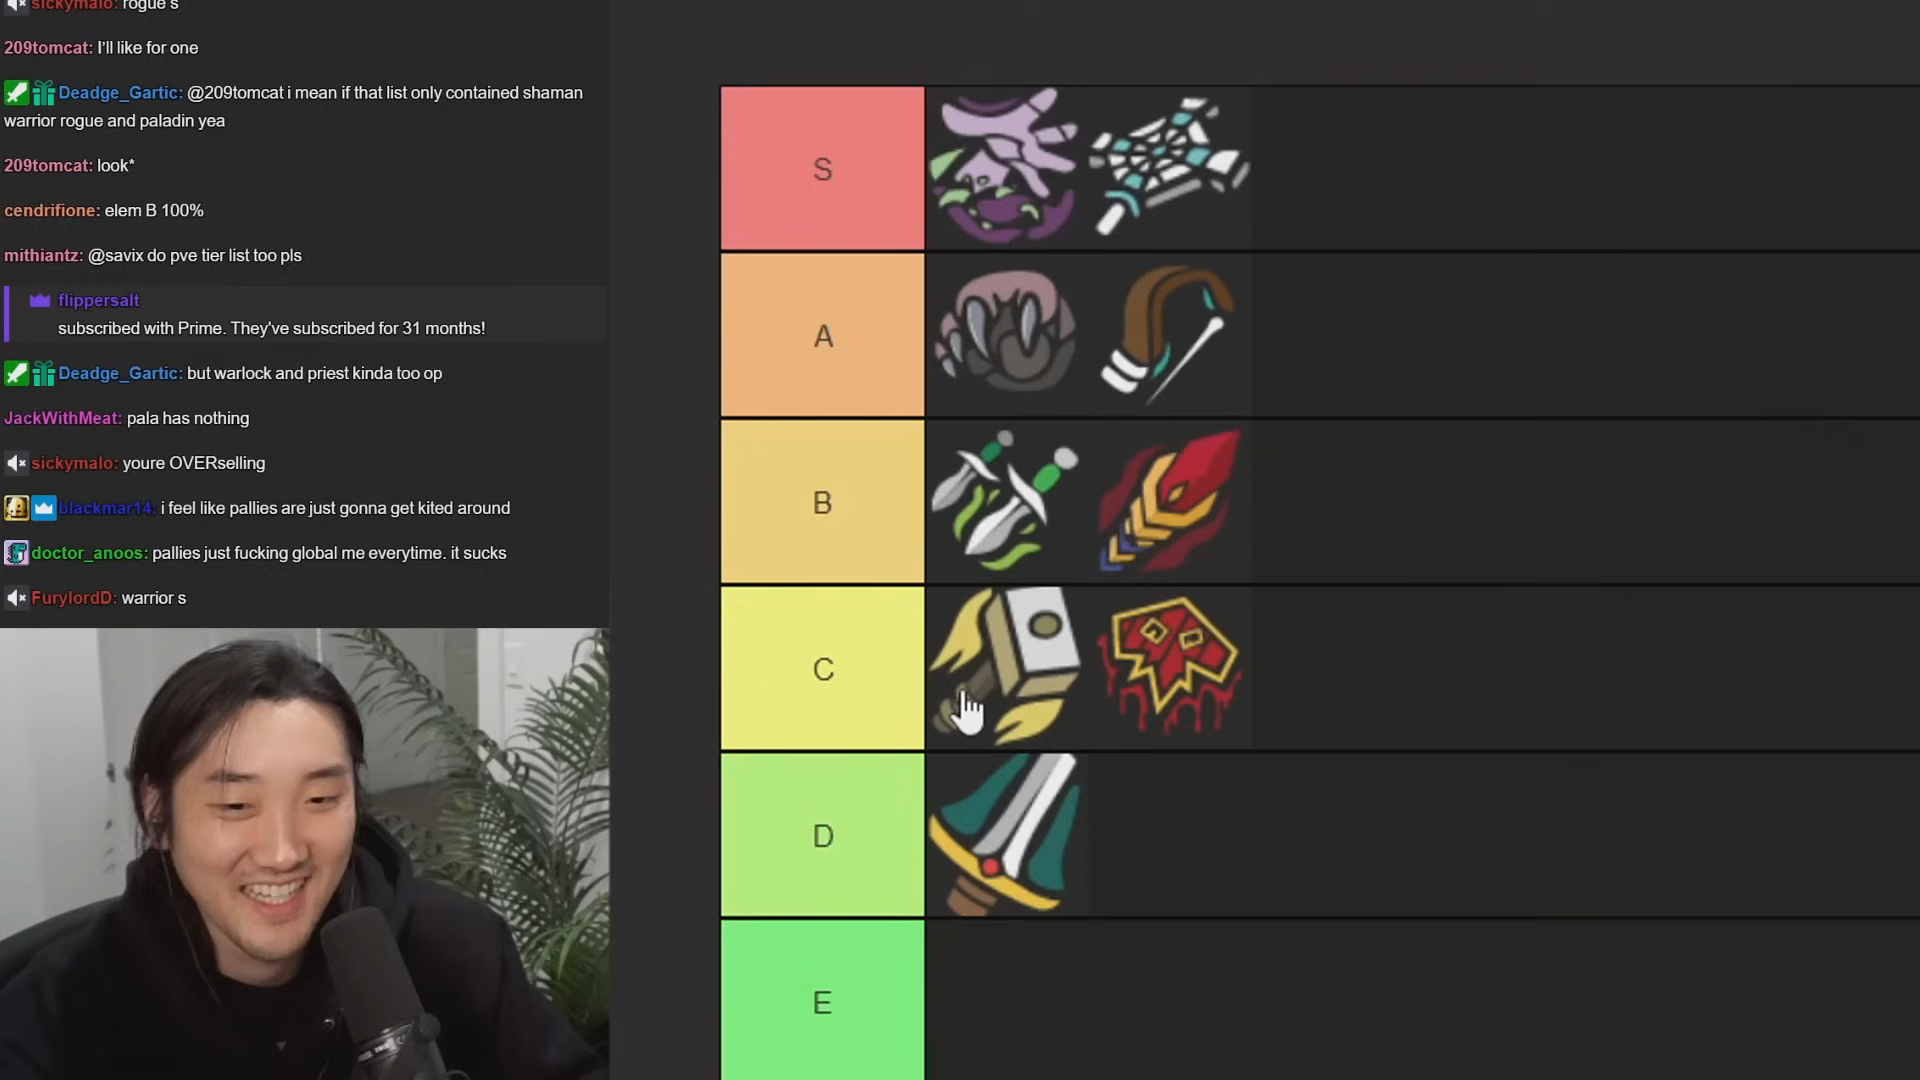 sickymalo: rogue s
209tomcat: I'll like for one
Deadge_Gartic: @209tomcat i mean if that list only contained shaman
warrior rogue and paladin yea
209tomcat: look*
cendrifione: elem B 100%
mithiantz: @savix do pve tier list too pls
flippersalt
subscribed with Prime. They've subscribed for 31 months!
Deadge_Gartic: but warlock and priest kinda too op
JackWithMeat: pala has nothing
sickymalo: youre OVERselling
blackmar14: i feel like pallies are just gonna get kited around
doctor_anoos: pallies just fucking global me everytime. it sucks
FurylordD: warrior s
S
A
B
C
D
E